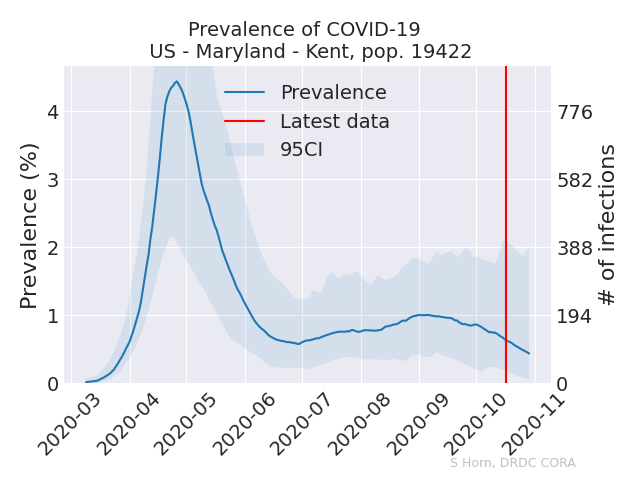 Prevalence of COVID-19
US - Maryland - Kent, pop. 19422
Prevalence
Latest data
95CI
Prevalence (%)
4
3
2
1
0
776
582
388
194
0
# of infections
2020-03
2020-04
2020-05
2020-06
2020-07
2020-08
2020-09
2020-10
2020-11
S Horn, DRDC CORA